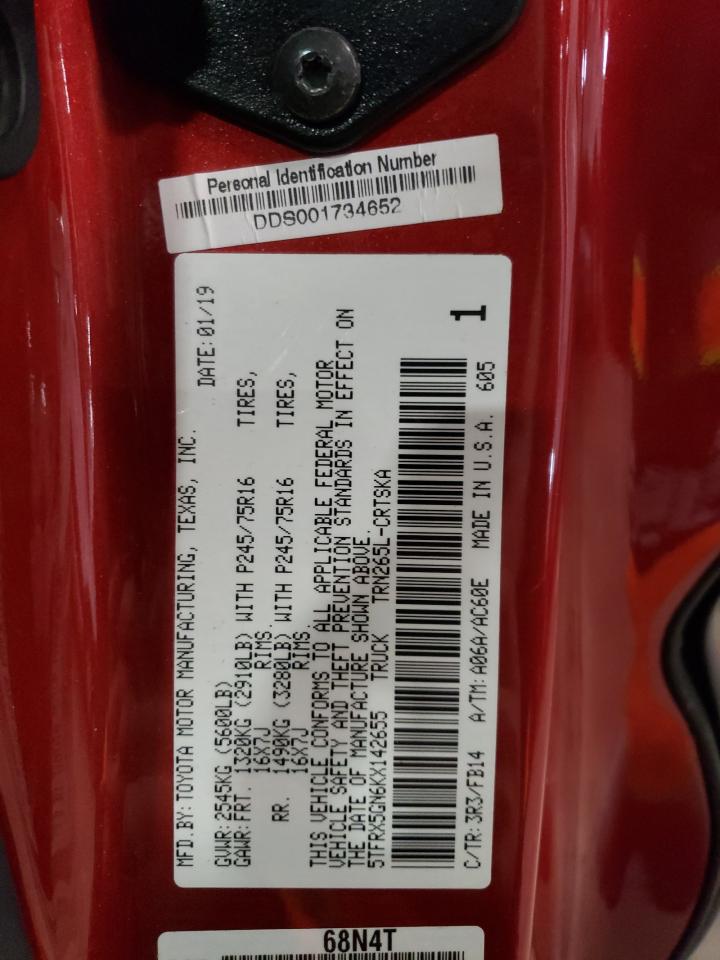 Personal Identification Number
DDS001734652
MFD.BY:TOYOTA MOTOR MANUFACTURING, TEXAS, INC. DATE:01/19
GVWR:2545KG (5600LB)
GAWR:FRT. 1320KG (2910LB) WITH P245/75R16 TIRES,
16X7J RIMS.
RR. 1490KG (3280LB) WITH P245/75R16 TIRES,
16X7J RIMS.
THIS VEHICLE CONFORMS TO ALL APPLICABLE FEDERAL MOTOR
VEHICLE SAFETY AND THEFT PREVENTION STANDARDS IN EFFECT ON
THE DATE OF MANUFACTURE SHOWN ABOVE.
5TFRX5GN6KX142655 TRUCK TRN265L-CRTSKA
1
C/TR:3R3/FB14 A/TM:A06A/AC60E MADE IN U.S.A. 605
68N4T